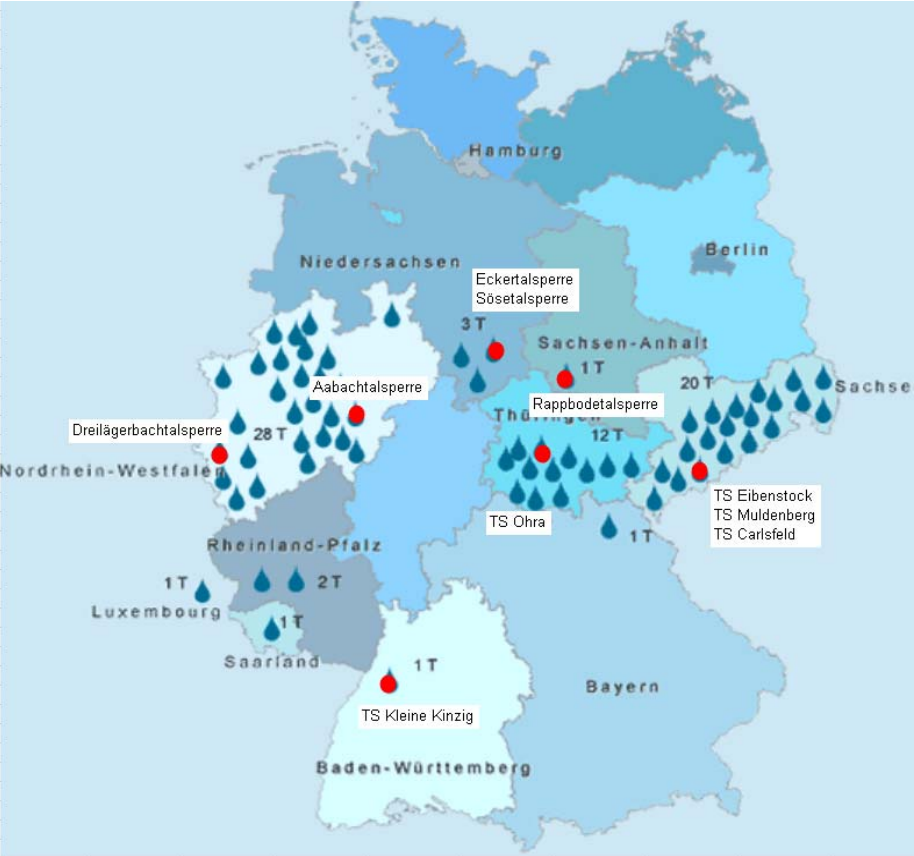 Hamburg
Berlin
Niedersachsen
Eckertalsperre
Sösetalsperre
3 T
Sachsen-Anhalt
1 T
20 T
Sachse
Aabachtalsperre
Rappbodetalsperre
Thüringen
Dreilägerbachtalsperre
28 T
12 T
Nordrhein-Westfalen
TS Eibenstock
TS Muldenberg
TS Carlsfeld
TS Ohra
1 T
Rheinland-Pfalz
1 T
2 T
Luxembourg
1 T
Saarland
1 T
Bayern
TS Kleine Kinzig
Baden-Württemberg